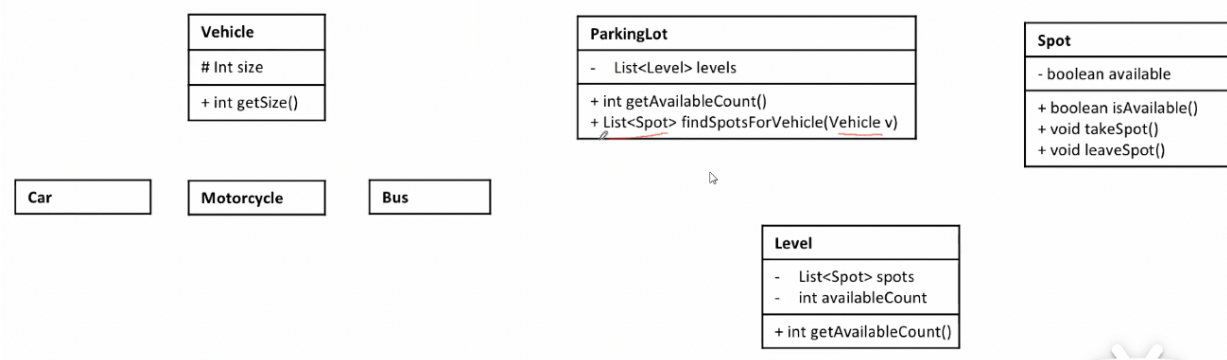 Vehicle
# Int size
+ int getSize()
Car
Motorcycle
Bus
ParkingLot
- List<Level> levels
+ int getAvailableCount()
+ List<Spot> findSpotsForVehicle(Vehicle v)
Level
- List<Spot> spots
- int availableCount
+ int getAvailableCount()
Spot
- boolean available
+ boolean isAvailable()
+ void takeSpot()
+ void leaveSpot()